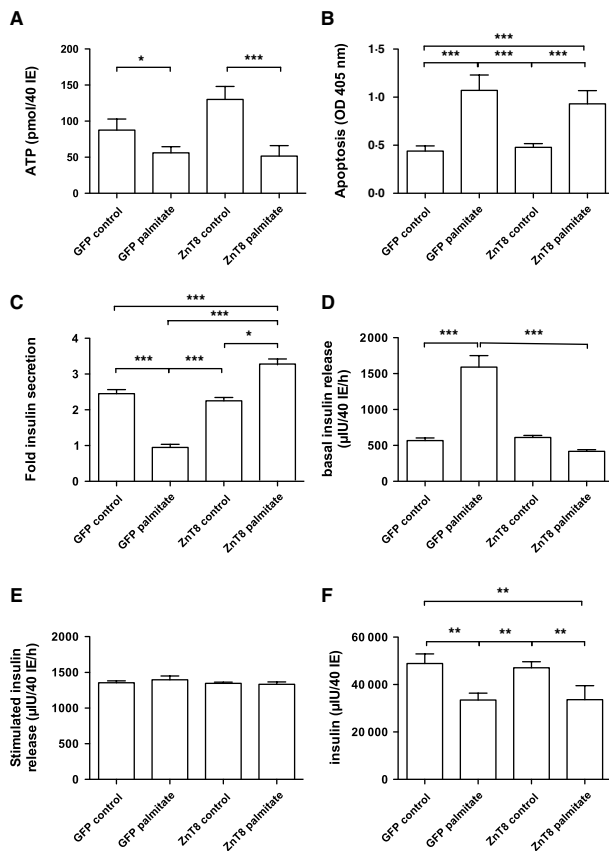 A
ATP (pmol/40 IE)
200
150
100
50
0
*
***
GFP control
GFP palmitate
ZnT8 control
ZnT8 palmitate
B
Apoptosis (OD 405 nm)
1·5
1·0
0·5
0·0
***
*** *** ***
GFP control
GFP palmitate
ZnT8 control
ZnT8 palmitate
C
Fold insulin secretion
4
3
2
1
0
***
***
*
*** ***
GFP control
GFP palmitate
ZnT8 control
ZnT8 palmitate
D
basal insulin release
(µIU/40 IE/h)
2000
1500
1000
500
0
*** ***
GFP control
GFP palmitate
ZnT8 control
ZnT8 palmitate
E
Stimulated insulin
release (µIU/40 IE/h)
2000
1500
1000
500
0
GFP control
GFP palmitate
ZnT8 control
ZnT8 palmitate
F
insulin (µIU/40 IE)
60 000
40 000
20 000
0
**
** ** **
GFP control
GFP palmitate
ZnT8 control
ZnT8 palmitate